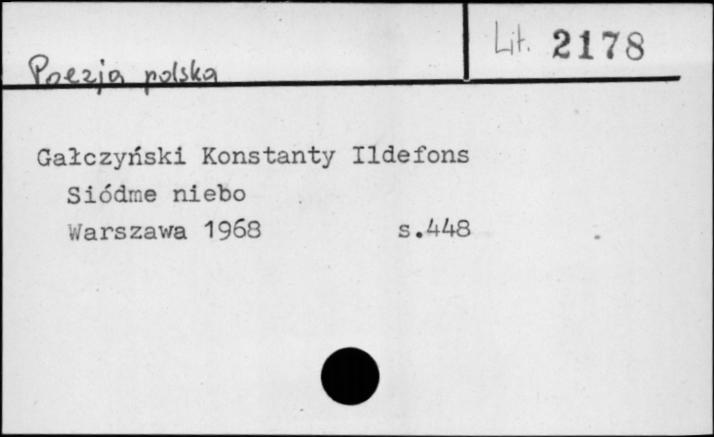 Poezja polska
Lit. 2178
Gałczyński Konstanty Ildefons
Siódme niebo
Warszawa 1968 s.448